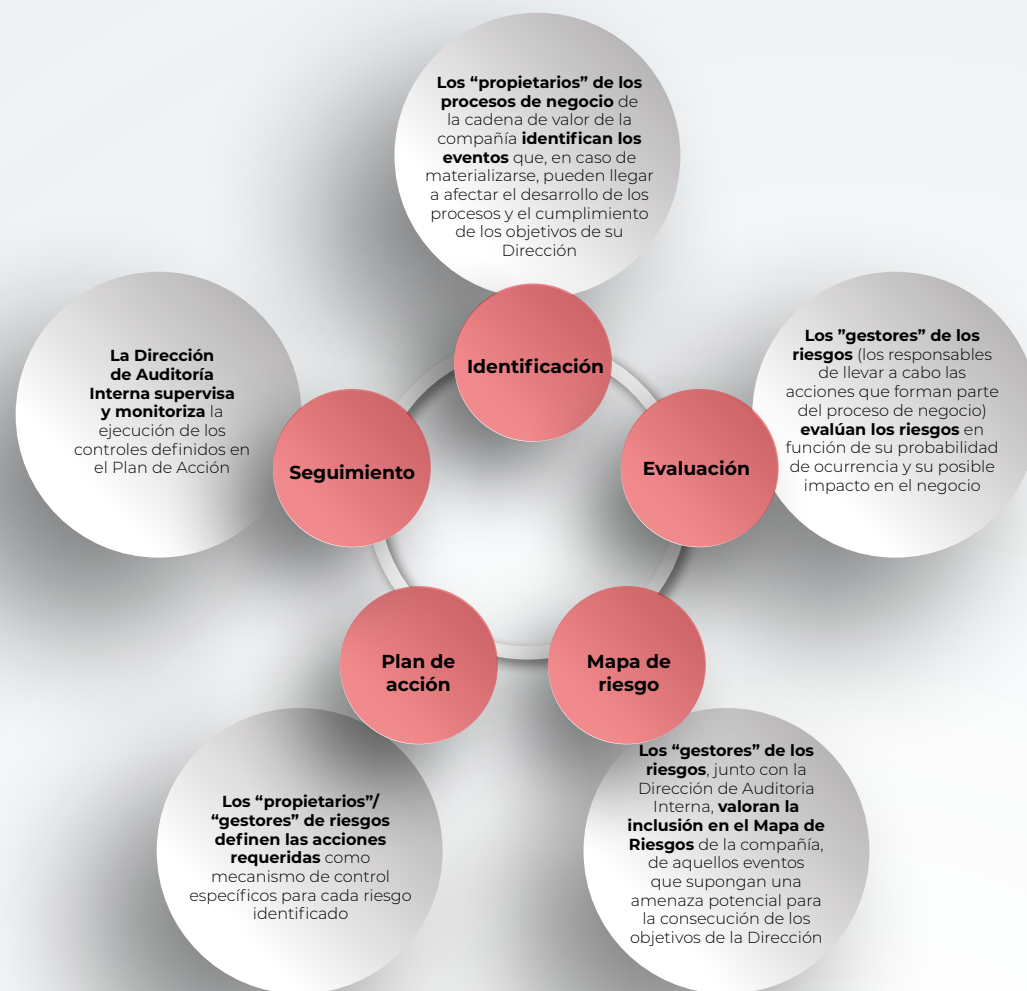 Los “propietarios” de los
procesos de negocio de
la cadena de valor de la
compañía identifican los
eventos que, en caso de
materializarse, pueden llegar
a afectar el desarrollo de los
procesos y el cumplimiento
de los objetivos de su
Dirección
Identificación
Los ”gestores” de los
riesgos (los responsables
de llevar a cabo las
acciones que forman parte
del proceso de negocio)
evalúan los riesgos en
función de su probabilidad
de ocurrencia y su posible
impacto en el negocio
Evaluación
Mapa de
riesgo
Los “gestores” de los
riesgos, junto con la
Dirección de Auditoria
Interna, valoran la
inclusión en el Mapa de
Riesgos de la compañía,
de aquellos eventos
que supongan una
amenaza potencial para
la consecución de los
objetivos de la Dirección
Plan de
acción
Los “propietarios”/
“gestores” de riesgos
definen las acciones
requeridas como
mecanismo de control
específicos para cada riesgo
identificado
Seguimiento
La Dirección
de Auditoría
Interna supervisa
y monitoriza la
ejecución de los
controles definidos en
el Plan de Acción